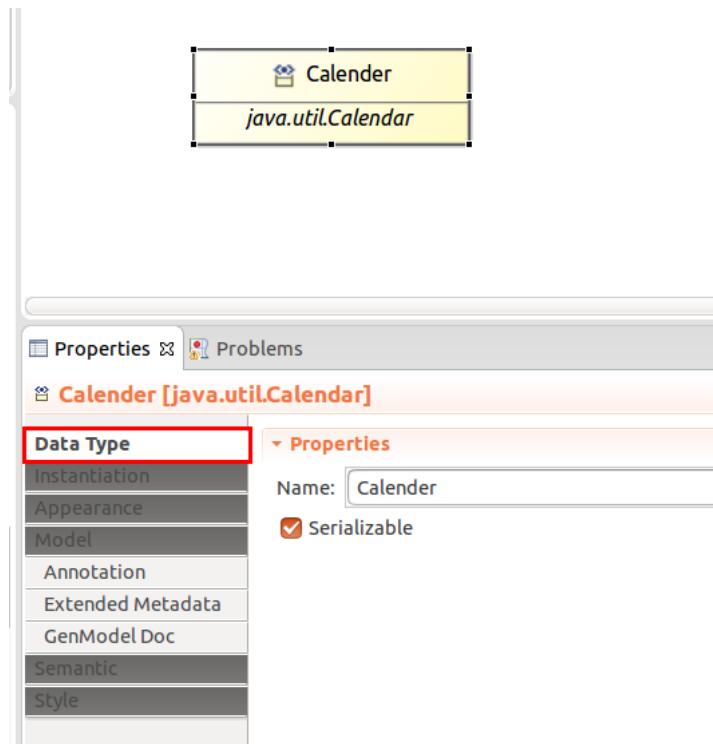 Calender
java.util.Calendar
Properties Problems
Calender [java.util.Calendar]
Data Type
Instantiation
Appearance
Model
Annotation
Extended Metadata
GenModel Doc
Semantic
Style
Properties
Name: Calender
Serializable